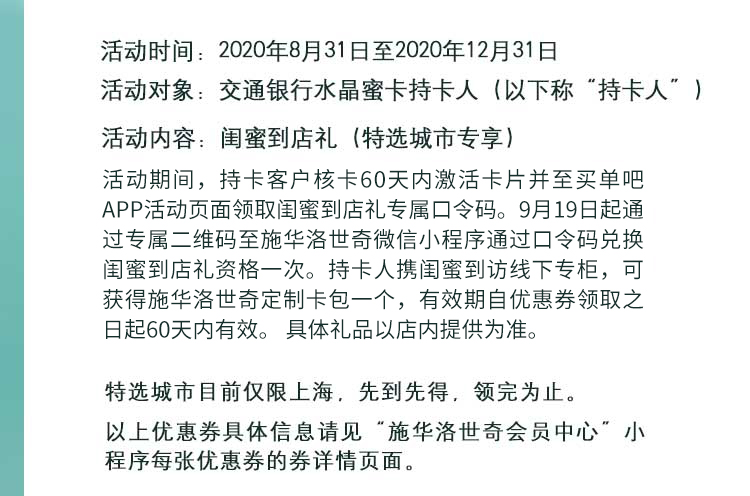 活动时间：2020年8月31日至2020年12月31日
活动对象：交通银行水晶蜜卡持卡人（以下称“持卡人”）
活动内容：闺蜜到店礼（特选城市专享）
活动期间，持卡客户核卡60天内激活卡片并至买单吧
APP活动页面领取闺蜜到店礼专属口令码。9月19日起通
过专属二维码至施华洛世奇微信小程序通过口令码兑换
闺蜜到店礼资格一次。持卡人携闺蜜到访线下专柜，可
获得施华洛世奇定制卡包一个，有效期自优惠券领取之
日起60天内有效。 具体礼品以店内提供为准。
特选城市目前仅限上海，先到先得，领完为止。
以上优惠券具体信息请见“施华洛世奇会员中心”小
程序每张优惠券的券详情页面。